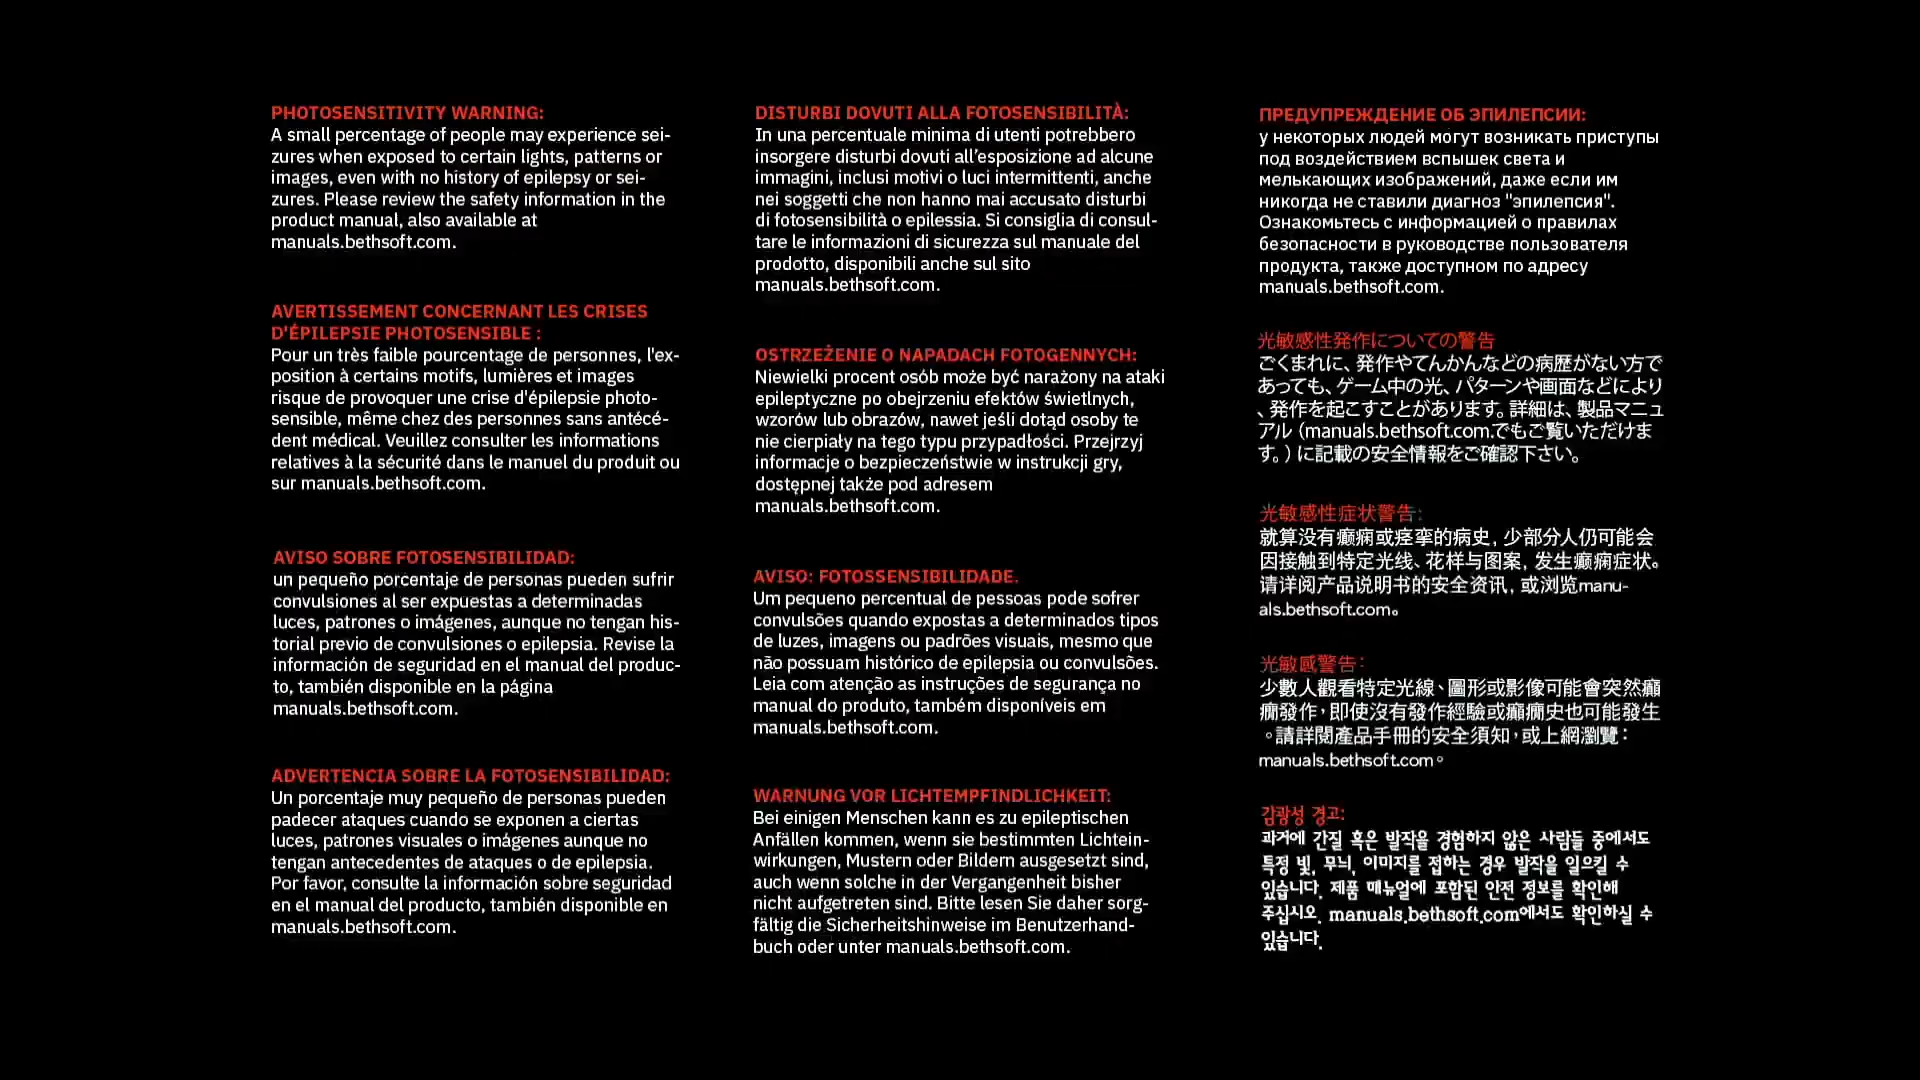 PHOTOSENSITIVITY WARNING:
A small percentage of people may experience sei-
zures when exposed to certain lights, patterns or
images, even with no history of epilepsy or sei-
zures. Please review the safety information in the
product manual, also available at
manuals.bethsoft.com.
AVERTISSEMENT CONCERNANT LES CRISES
D'ÉPILEPSIE PHOTOSENSIBLE :
Pour un très faible pourcentage de personnes, l'ex-
position à certains motifs, lumières et images
risque de provoquer une crise d'épilepsie photo-
sensible, même chez des personnes sans antécé-
dent médical. Veuillez consulter les informations
relatives à la sécurité dans le manuel du produit ou
sur manuals.bethsoft.com.
AVISO SOBRE FOTOSENSIBILIDAD:
un pequeño porcentaje de personas pueden sufrir
convulsiones al ser expuestas a determinadas
luces, patrones o imágenes, aunque no tengan his-
torial previo de convulsiones o epilepsia. Revise la
información de seguridad en el manual del produc-
to, también disponible en la página
manuals.bethsoft.com.
ADVERTENCIA SOBRE LA FOTOSENSIBILIDAD:
Un porcentaje muy pequeño de personas pueden
padecer ataques cuando se exponen a ciertas
luces, patrones visuales o imágenes aunque no
tengan antecedentes de ataques o de epilepsia.
Por favor, consulte la información sobre seguridad
en el manual del producto, también disponible en
manuals.bethsoft.com.
DISTURBI DOVUTI ALLA FOTOSENSIBILITÀ:
In una percentuale minima di utenti potrebbero
insorgere disturbi dovuti all’esposizione ad alcune
immagini, inclusi motivi o luci intermittenti, anche
nei soggetti che non hanno mai accusato disturbi
di fotosensibilità o epilessia. Si consiglia di consul-
tare le informazioni di sicurezza sul manuale del
prodotto, disponibili anche sul sito
manuals.bethsoft.com.
OSTRZEŻENIE O NAPADACH FOTOGENNYCH:
Niewielki procent osób może być narażony na ataki
epileptyczne po obejrzeniu efektów świetlnych,
wzorów lub obrazów, nawet jeśli dotąd osoby te
nie cierpiały na tego typu przypadłości. Przejrzyj
informacje o bezpieczeństwie w instrukcji gry,
dostępnej także pod adresem
manuals.bethsoft.com.
AVISO: FOTOSSENSIBILIDADE.
Um pequeno percentual de pessoas pode sofrer
convulsões quando expostas a determinados tipos
de luzes, imagens ou padrões visuais, mesmo que
não possuam histórico de epilepsia ou convulsões.
Leia com atenção as instruções de segurança no
manual do produto, também disponíveis em
manuals.bethsoft.com.
WARNUNG VOR LICHTEMPFINDLICHKEIT:
Bei einigen Menschen kann es zu epileptischen
Anfällen kommen, wenn sie bestimmten Lichtein-
wirkungen, Mustern oder Bildern ausgesetzt sind,
auch wenn solche in der Vergangenheit bisher
nicht aufgetreten sind. Bitte lesen Sie daher sorg-
fältig die Sicherheitshinweise im Benutzerhand-
buch oder unter manuals.bethsoft.com.
ПРЕДУПРЕЖДЕНИЕ ОБ ЭПИЛЕПСИИ:
у некоторых людей могут возникать приступы
под воздействием вспышек света и
мелькающих изображений, даже если им
никогда не ставили диагноз "эпилепсия".
Ознакомьтесь с информацией о правилах
безопасности в руководстве пользователя
продукта, также доступном по адресу
manuals.bethsoft.com.
光敏感性発作についての警告
ごくまれに、発作やてんかんなどの病歴がない方で
あっても、ゲーム中の光、パターンや画面などにより
、発作を起こすことがあります。詳細は、製品マニュ
アル（manuals.bethsoft.com.でもご覧いただけま
す。）に記載の安全情報をご確認下さい。
光敏感性症状警告：
就算没有癫痫或痉挛的病史，少部分人仍可能会
因接触到特定光线、花样与图案，发生癫痫症状。
请详阅产品说明书的安全资讯，或浏览manu-
als.bethsoft.com。
光敏感警告：
少數人觀看特定光線、圖形或影像可能會突然癲
癇發作，即使沒有發作經驗或癲癇史也可能發生
。請詳閱產品手冊的安全須知，或上網瀏覽：
manuals.bethsoft.com。
감광성 경고:
과거에 간질 혹은 발작을 경험하지 않은 사람들 중에서도
특정 빛, 무늬, 이미지를 접하는 경우 발작을 일으킬 수
있습니다. 제품 매뉴얼에 포함된 안전 정보를 확인해
주십시오. manuals.bethsoft.com에서도 확인하실 수
있습니다.